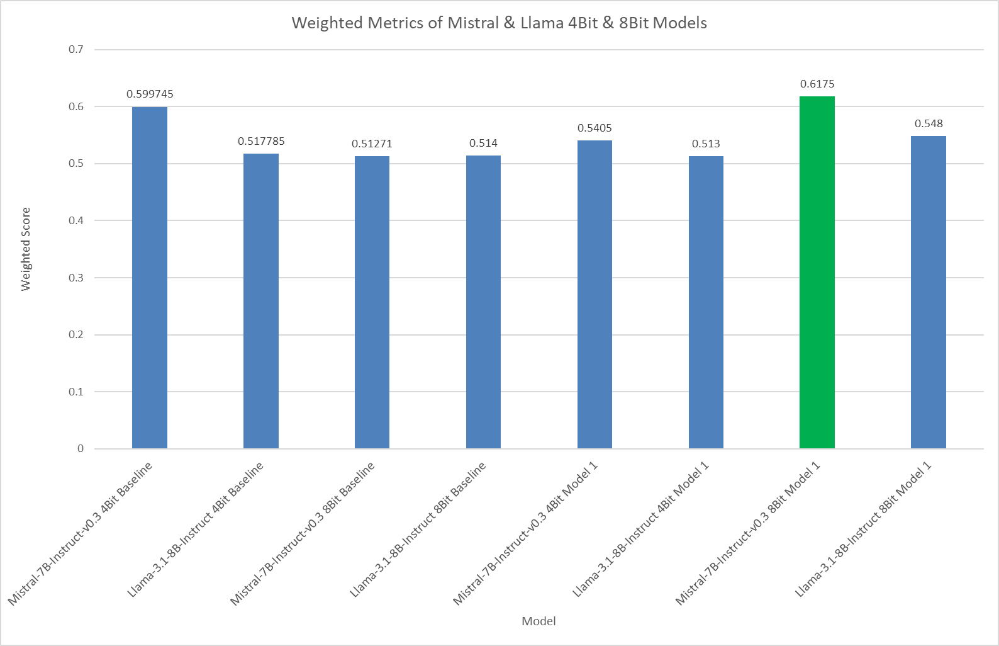 Weighted Metrics of Mistral & Llama 4Bit & 8Bit Models
0.7
0.6
0.5
0.4
0.3
0.2
0.1
0
Weighted Score
0.599745
0.517785
0.51271
0.514
0.5405
0.513
0.6175
0.548
Mistral-7B-Instruct-v0.3 4Bit Baseline
Llama-3.1-8B-Instruct 4Bit Baseline
Mistral-7B-Instruct-v0.3 8Bit Baseline
Llama-3.1-8B-Instruct 8Bit Baseline
Mistral-7B-Instruct-v0.3 4Bit Model 1
Llama-3.1-8B-Instruct 4Bit Model 1
Mistral-7B-Instruct-v0.3 8Bit Model 1
Llama-3.1-8B-Instruct 8Bit Model 1
Model